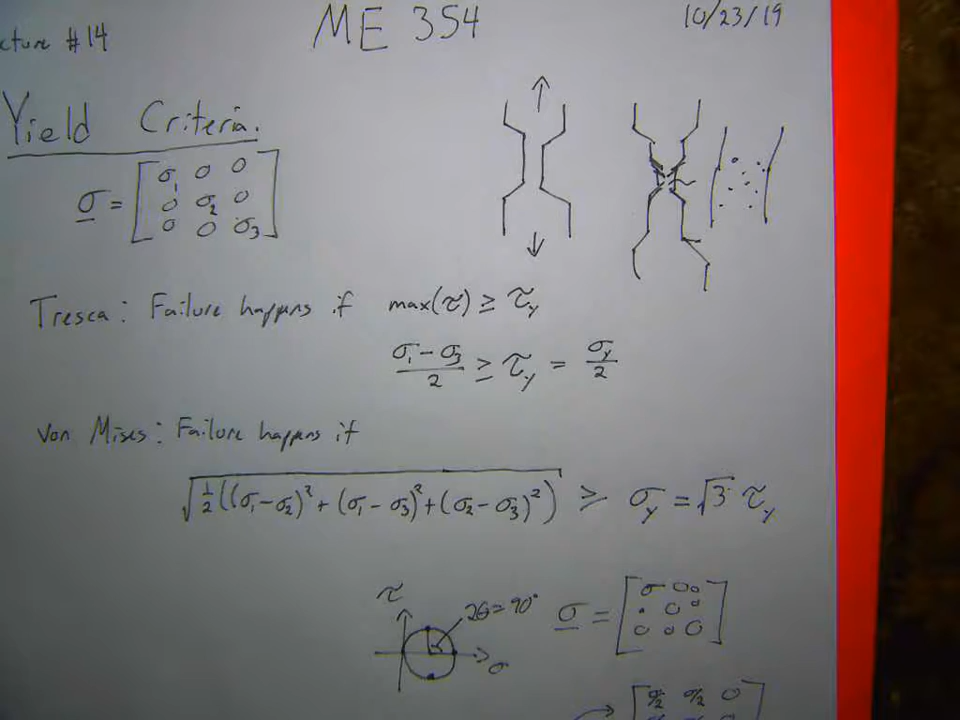 cture #14 ME 354 10/23/19
Yield Criteria.
σ = [σ₁ 0 0
0 σ₂ 0
0 0 σ₃]
Tresca: Failure happens if max(τ) ≥ τy
(σ₁ - σ₃)/2 ≥ τy = σy/2
Von Mises: Failure happens if
√(½((σ₁-σ₂)² + (σ₁-σ₃)² + (σ₂-σ₃)²)) ≥ σy = √3 τy
τ
2θ = 90°
σ
σ = [σ 0 0
· 0 0
0 0 0]
[σ/2 σ/2 0